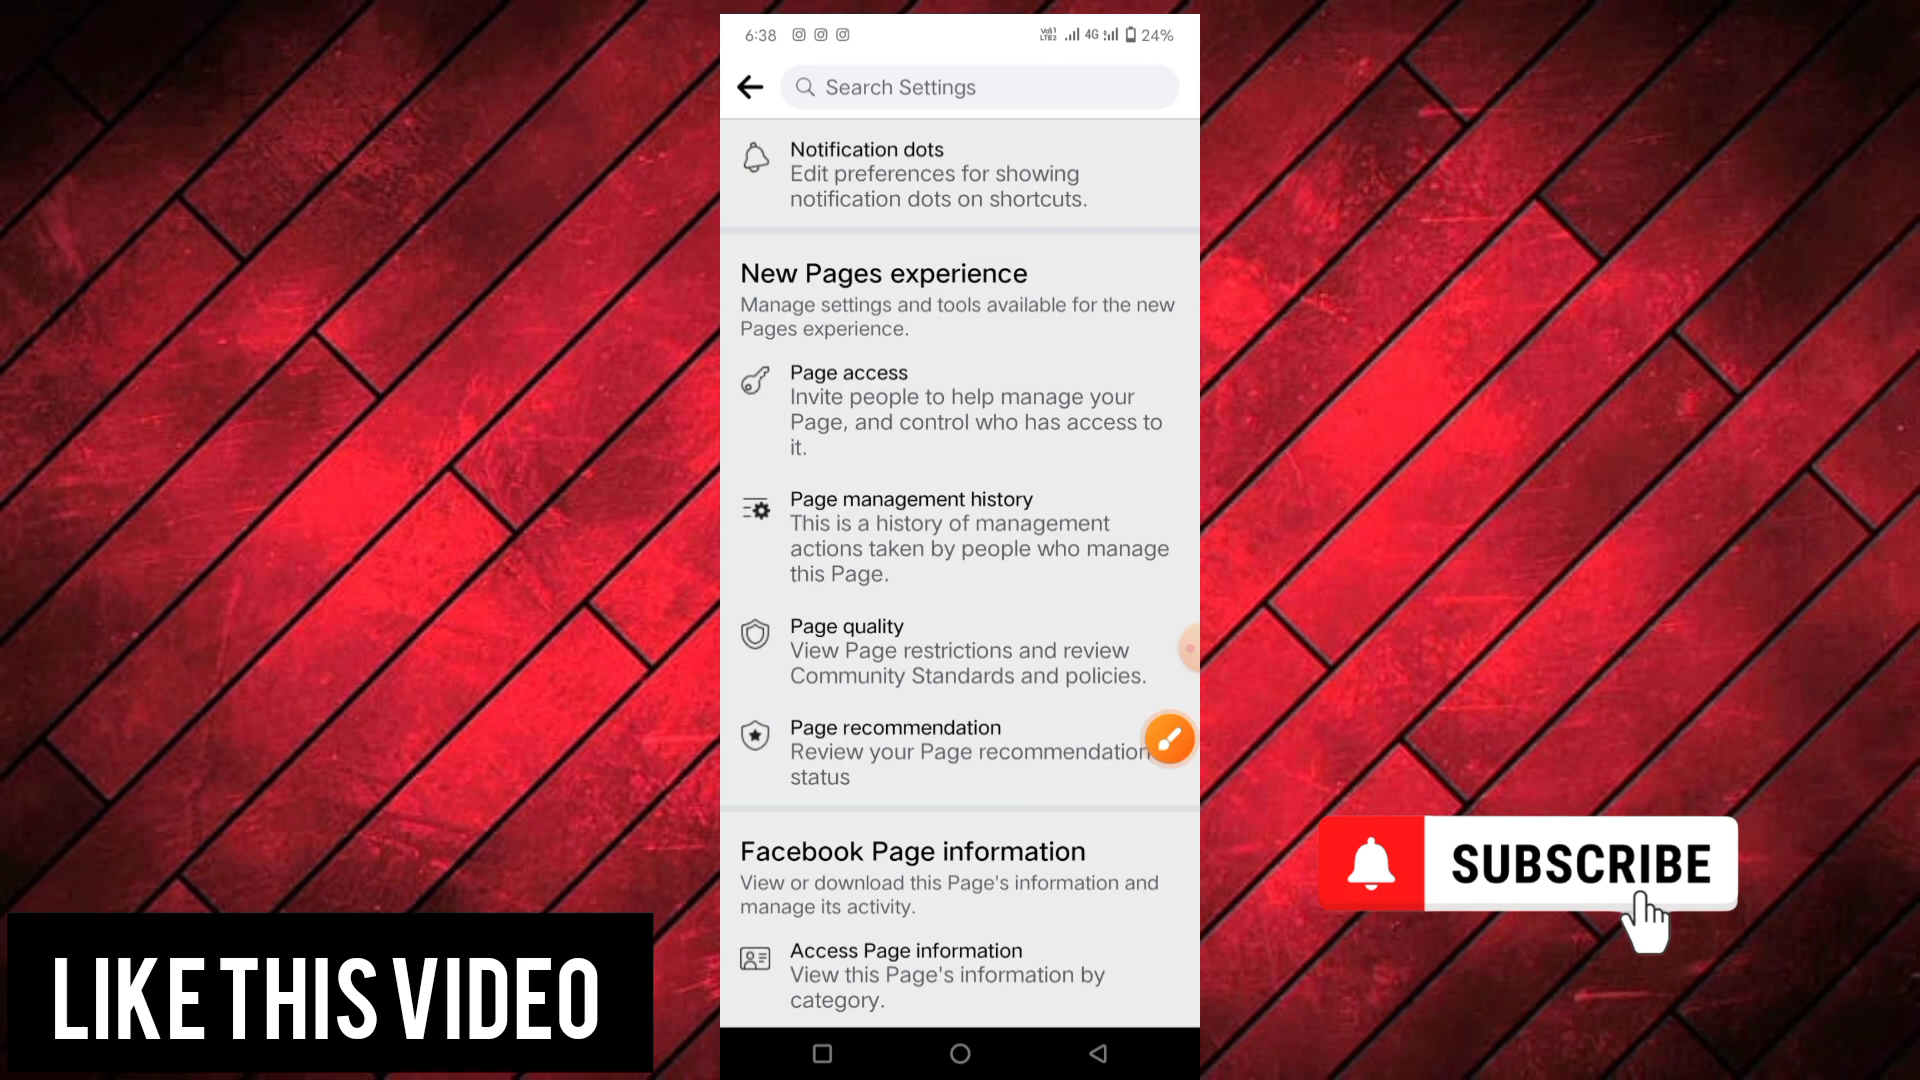 6:38
VoI1 LTE2 4G 24%
Search Settings
Notification dots
Edit preferences for showing
notification dots on shortcuts.
New Pages experience
Manage settings and tools available for the new
Pages experience.
Page access
Invite people to help manage your
Page, and control who has access to
it.
Page management history
This is a history of management
actions taken by people who manage
this Page.
Page quality
View Page restrictions and review
Community Standards and policies.
Page recommendation
Review your Page recommendation
status
Facebook Page information
View or download this Page's information and
manage its activity.
Access Page information
View this Page's information by
category.
SUBSCRIBE
LIKE THIS VIDEO